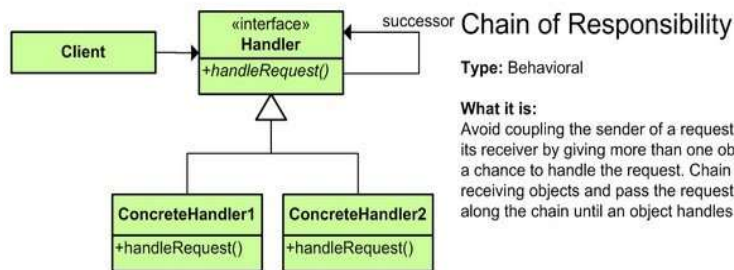 «interface»
Handler
+handleRequest()
successor
Client
ConcreteHandler1
+handleRequest()
ConcreteHandler2
+handleRequest()
Chain of Responsibility
Type: Behavioral
What it is:
Avoid coupling the sender of a request
its receiver by giving more than one ob
a chance to handle the request. Chain
receiving objects and pass the request
along the chain until an object handles